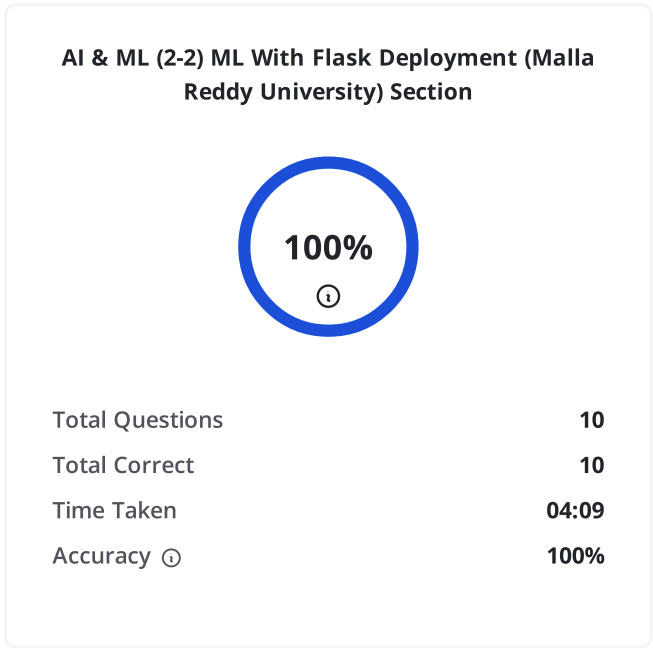 AI & ML (2-2) ML With Flask Deployment (Malla
Reddy University) Section
100%
Total Questions 10
Total Correct 10
Time Taken 04:09
Accuracy 100%